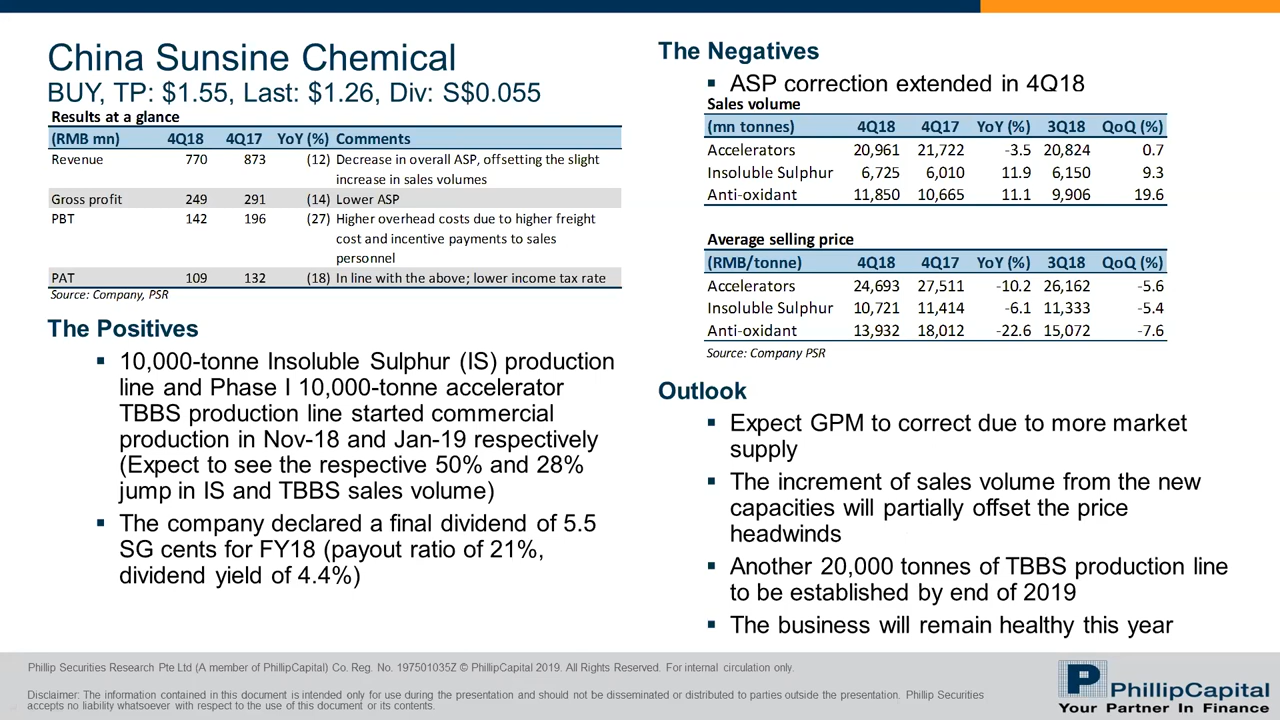 China Sunsine Chemical
BUY, TP: $1.55, Last: $1.26, Div: S$0.055
Results at a glance
(RMB mn) 4Q18 4Q17 YoY (%) Comments
Revenue 770 873 (12) Decrease in overall ASP, offsetting the slight
increase in sales volumes
Gross profit 249 291 (14) Lower ASP
PBT 142 196 (27) Higher overhead costs due to higher freight
cost and incentive payments to sales
personnel
PAT 109 132 (18) In line with the above; lower income tax rate
Source: Company, PSR
The Positives
▪ 10,000-tonne Insoluble Sulphur (IS) production
line and Phase I 10,000-tonne accelerator
TBBS production line started commercial
production in Nov-18 and Jan-19 respectively
(Expect to see the respective 50% and 28%
jump in IS and TBBS sales volume)
▪ The company declared a final dividend of 5.5
SG cents for FY18 (payout ratio of 21%,
dividend yield of 4.4%)
The Negatives
▪ ASP correction extended in 4Q18
Sales volume
(mn tonnes) 4Q18 4Q17 YoY (%) 3Q18 QoQ (%)
Accelerators 20,961 21,722 -3.5 20,824 0.7
Insoluble Sulphur 6,725 6,010 11.9 6,150 9.3
Anti-oxidant 11,850 10,665 11.1 9,906 19.6
Average selling price
(RMB/tonne) 4Q18 4Q17 YoY (%) 3Q18 QoQ (%)
Accelerators 24,693 27,511 -10.2 26,162 -5.6
Insoluble Sulphur 10,721 11,414 -6.1 11,333 -5.4
Anti-oxidant 13,932 18,012 -22.6 15,072 -7.6
Source: Company PSR
Outlook
▪ Expect GPM to correct due to more market
supply
▪ The increment of sales volume from the new
capacities will partially offset the price
headwinds
▪ Another 20,000 tonnes of TBBS production line
to be established by end of 2019
▪ The business will remain healthy this year
Phillip Securities Research Pte Ltd (A member of PhillipCapital) Co. Reg. No. 197501035Z © PhillipCapital 2019. All Rights Reserved. For internal circulation only.
Disclaimer: The information contained in this document is intended only for use during the presentation and should not be disseminated or distributed to parties outside the presentation. Phillip Securities
accepts no liability whatsoever with respect to the use of this document or its contents.
P PhillipCapital
Your Partner In Finance